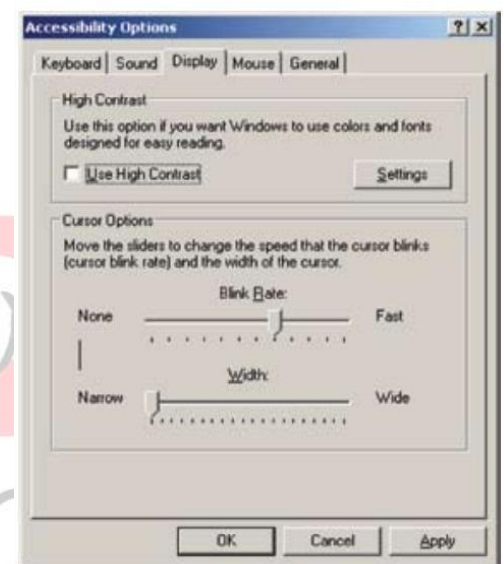 Accessibility Options
Keyboard Sound Display Mouse General
High Contrast
Use this option if you want Windows to use colors and fonts
designed for easy reading.
Use High Contrast Settings
Cursor Options
Move the sliders to change the speed that the cursor blinks
(cursor blink rate) and the width of the cursor.
Blink Rate:
None Fast
Width:
Narrow Wide
OK Cancel Apply